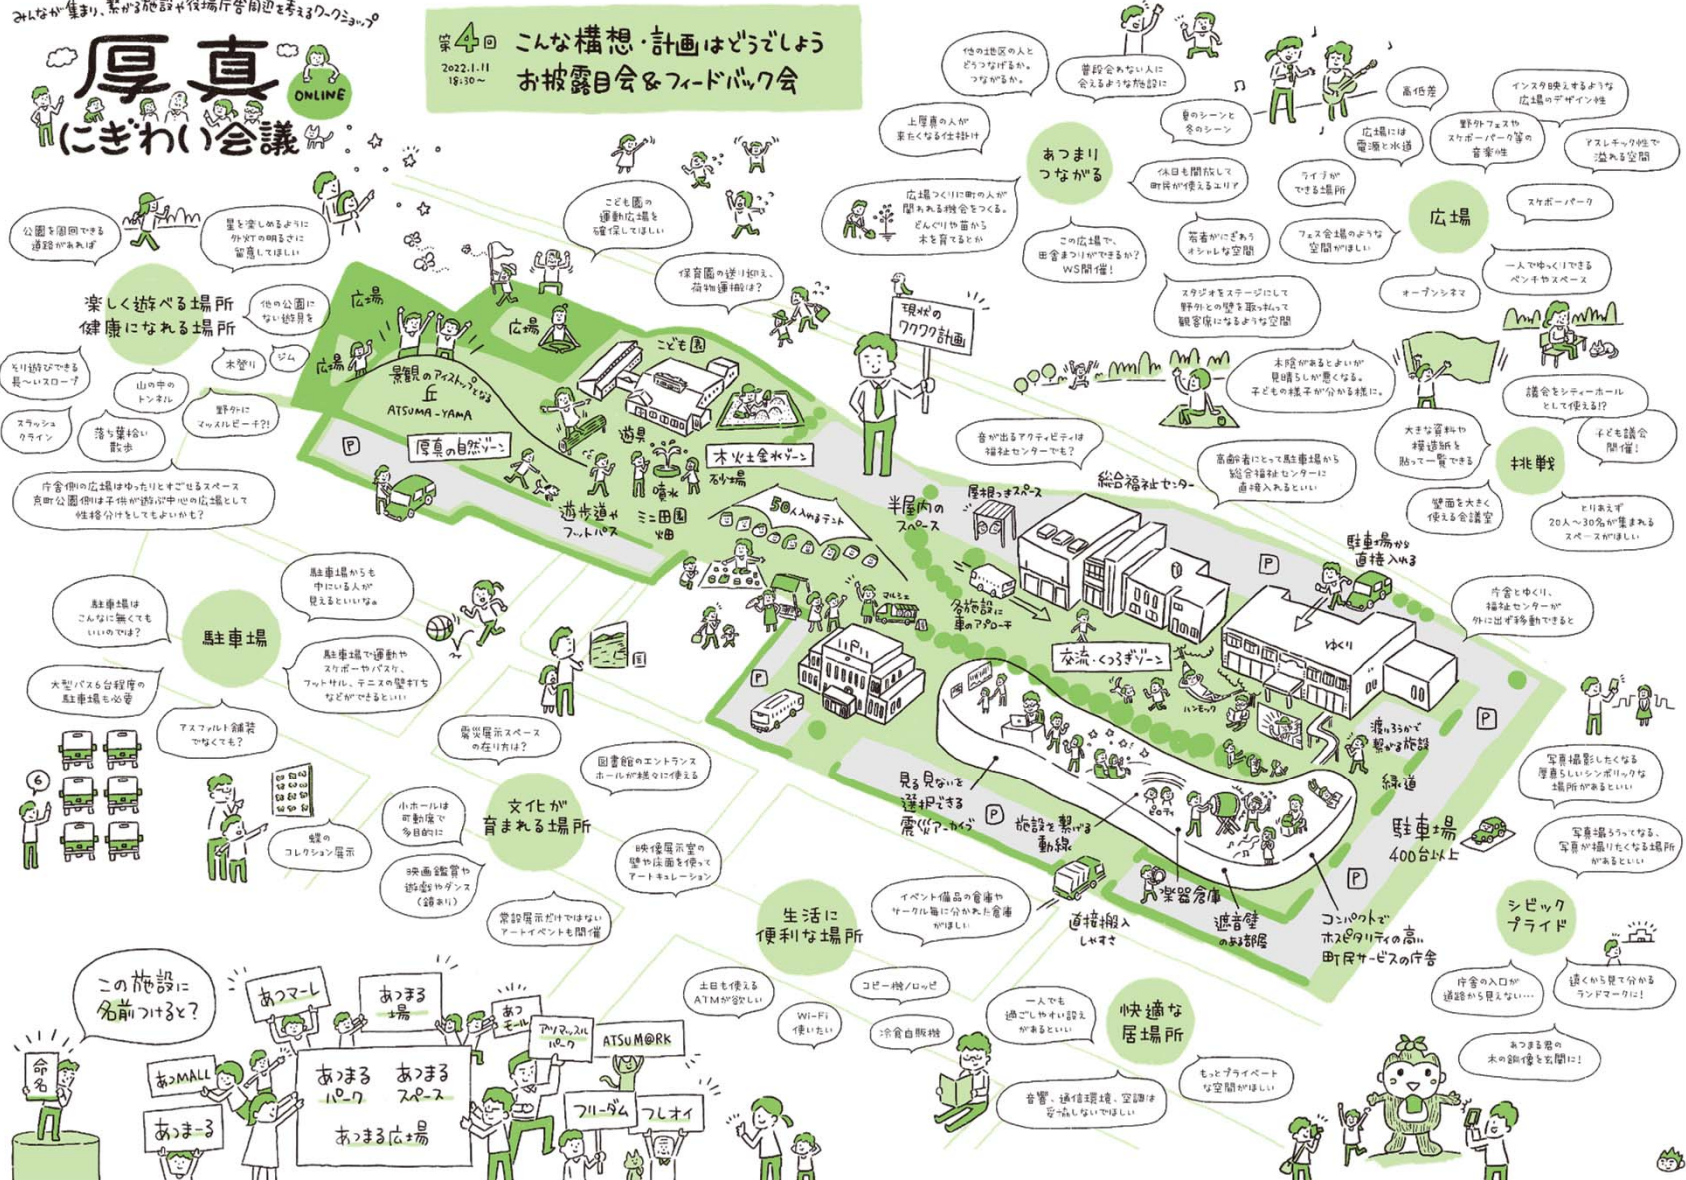 みんなが集まり、繋がる施設や役場庁舎周辺を考えるワークショップ
厚真
ONLINE
にぎわい会議
第4回
2022.1.11
18:30〜
こんな構想・計画はどうでしょう
お披露目会&フィードバック会
公園を周回できる
道路があれば
星を楽しめるように
外灯の明るさに
留意してほしい
楽しく遊べる場所
健康になれる場所
他の公園に
ない遊具を
そり遊びできる
長〜いスロープ
山の中の
トンネル
木登り
ジム
スラッシュ
クライン
落ち葉拾い
散歩
野外に
マッスルビーチ?!
庁舎側の広場はゆったりとすごせるスペース
京町公園側は子供が遊ぶ中心の広場として
性格分けをしてもよいかも?
こども園の
運動広場を
確保してほしい
保育園の送り迎え、
荷物運搬は?
現状の
ワクワク計画
あつまり
つながる
他の地区の人と
どうつなげるか。
つながるか。
普段会わない人に
会えるような施設に
上厚真の人が
来たくなる仕掛け
夏のシーンと
冬のシーン
広場つくりに町の人が
関われる機会をつくる。
どんぐりや苗から
木を育てるとか
休日も開放して
町民が使えるエリア
この広場で、
田舎まつりができるか?
WS開催!
若者がにぎわう
オシャレな空間
スタジオをステージにして
野外との壁を取っ払って
観客席になるような空間
広場
高低差
インスタ映えするような
広場のデザイン性
広場には
電源と水道
野外フェスや
スケボーパーク等の
音楽性
アスレチック性で
溢れる空間
ライブが
できる場所
スケボーパーク
フェス会場のような
空間がほしい
オープンシネマ
一人でゆっくりできる
ベンチやスペース
木陰があるとよいが
見晴らしが悪くなる。
子どもの様子が分かる様に。
挑戦
議会をシティーホール
として使える!?
大きな資料や
模造紙を
貼って一覧できる
子ども議会
開催!
壁面を大きく
使える会議室
とりあえず
20人〜30名が集まれる
スペースがほしい
音が出るアクティビティは
福祉センターでも?
高齢者にとって駐車場から
総合福祉センターに
直接入れるといい
庁舎とゆくり、
福祉センターが
外に出ず移動できると
広場
広場
広場
景観のアイストップとなる
丘
ATSUMA-YAMA
厚真の自然ゾーン
こども園
遊具
木火土金水ゾーン
砂場
噴水
遊歩道や
フットパス
ミニ田園
畑
50人入れるテント
マルシェ
P
半屋内の
スペース
屋根つきスペース
総合福祉センター
P
駐車場から
直接入れる
各施設に
車のアプローチ
交流・くつろぎゾーン
ゆくり
ハンモック
P
渡りろうかで
繋がる施設
緑道
P
見る見ないを
選択できる
震災アーカイブ
P
施設を繋げる
動線
ピロティ
楽器倉庫
遮音壁
のある部屋
直接搬入
しやすさ
コンパクトで
ホスピタリティの高い
町民サービスの庁舎
P
駐車場
400台以上
駐車場
駐車場は
こんなに無くても
いいのでは?
駐車場からも
中にいる人が
見えるといいな。
駐車場で運動や
スケボーやバスケ、
フットサル、テニスの壁打ち
などができるといい
大型バス6台程度の
駐車場も必要
アスファルト舗装
でなくても?
6
文化が
育まれる場所
震災展示スペース
の在り方は?
図書館のエントランス
ホールが様々に使える
小ホールは
可動席で
多目的に
蝶の
コレクション展示
映画鑑賞や
遊戯やダンス
(鏡あり)
映像展示室の
壁や床面を使って
アートキュレーション
常設展示だけではない
アートイベントも開催
生活に
便利な場所
イベント備品の倉庫や
サークル毎に分かれた倉庫
がほしい
土日も使える
ATMが欲しい
コピー機/ロッピ
Wi-Fi
使いたい
冷食自販機
快適な
居場所
一人でも
過ごしやすい設え
があるといい
音響、通信環境、空調は
妥協しないでほしい
もっとプライベート
な空間がほしい
シビック
プライド
写真撮影したくなる
厚真らしいシンボリックな
場所があるといい
写真撮ろうってなる、
写真が撮りたくなる場所
があるといい
庁舎の入口が
道路から見えない…
遠くから見て分かる
ランドマークに!
あつまる君の
木の銅像を玄関に!
この施設に
名前つけると?
命名
あつマーレ
あつまる
場
あつ
モール
アツマッスル
パーク
ATSUM@RK
あつMALL
あつまーる
あつまる
パーク
あつまる
スペース
あつまる広場
フリーダム
フレオイ